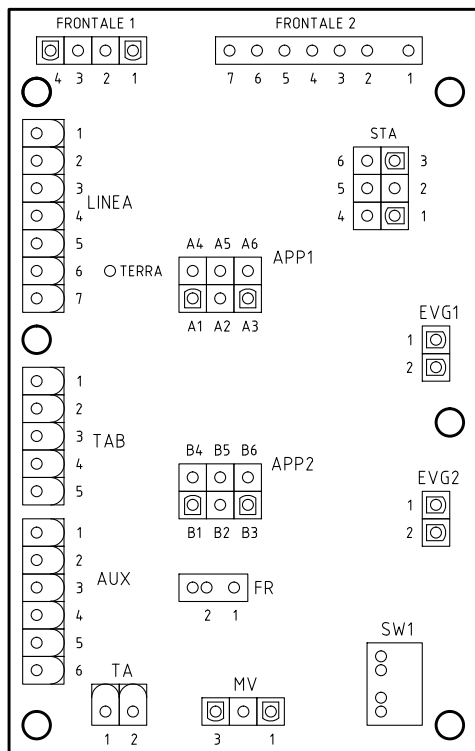 FRONTALE 1
FRONTALE 2
4 3 2 1
7 6 5 4 3 2 1
1
2
3
4
5
6
7
LINEA
TERRA
STA
6 3
5 2
4 1
A4 A5 A6
APP1
A1 A2 A3
EVG1
1
2
1
2
3
4
5
TAB
B4 B5 B6
APP2
B1 B2 B3
EVG2
1
2
1
2
3
4
5
6
AUX
FR
2 1
SW1
TA
1 2
MV
3 1